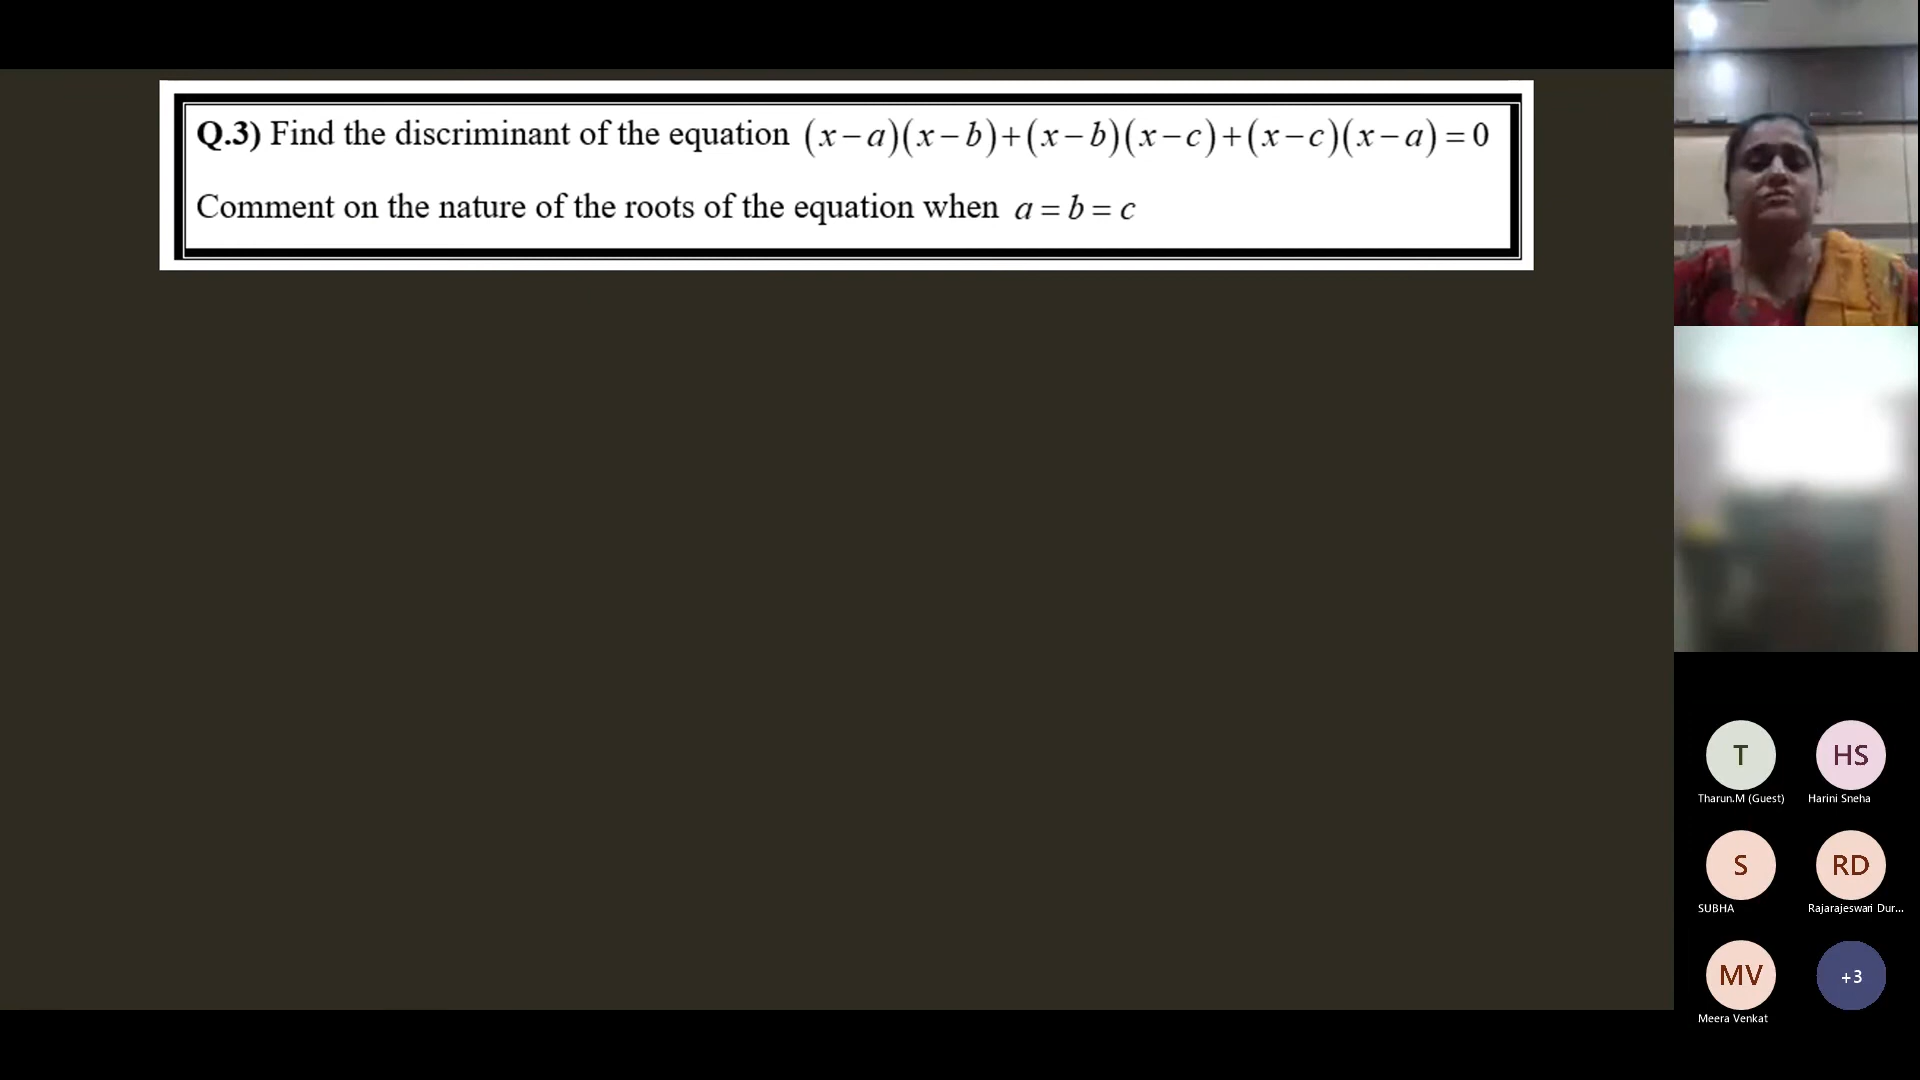 Q.3) Find the discriminant of the equation (x−a)(x−b)+(x−b)(x−c)+(x−c)(x−a)=0
Comment on the nature of the roots of the equation when a=b=c
T
HS
Tharun.M (Guest)
Harini Sneha
S
RD
SUBHA
Rajarajeswari Dur...
MV
+3
Meera Venkat